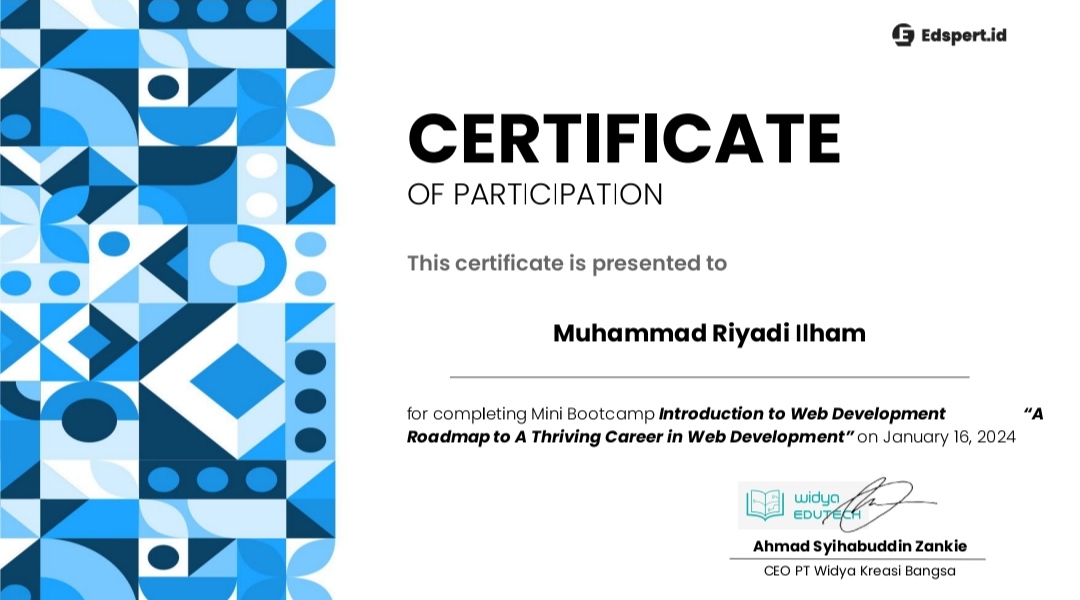 Edspert.id
CERTIFICATE
OF PARTICIPATION
This certificate is presented to
Muhammad Riyadi Ilham
for completing Mini Bootcamp Introduction to Web Development “A
Roadmap to A Thriving Career in Web Development” on January 16, 2024
widya
EDUTECH
Ahmad Syihabuddin Zankie
CEO PT Widya Kreasi Bangsa